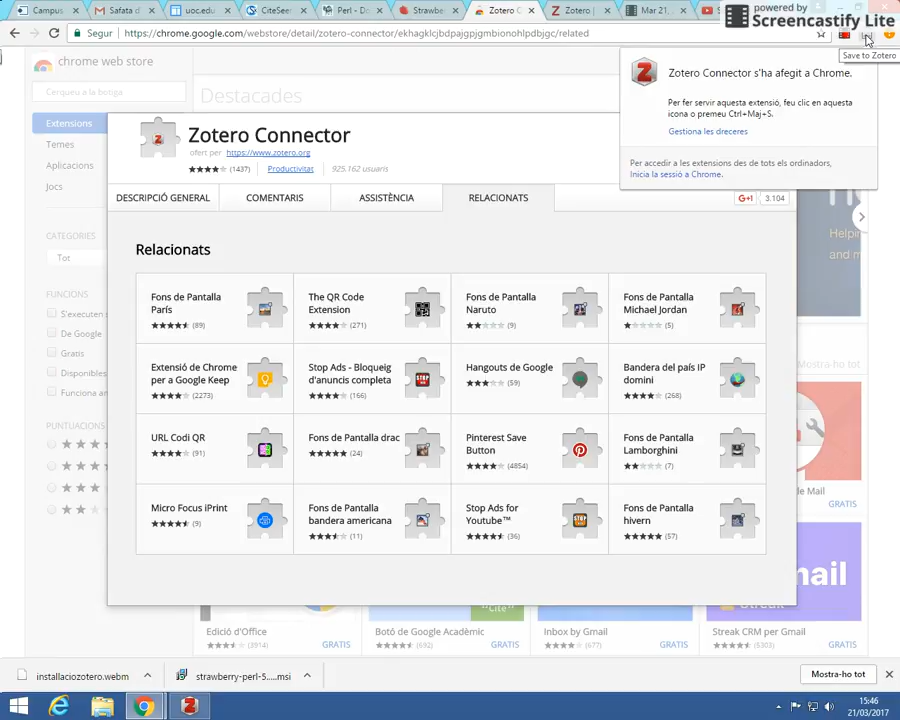 Campus
Safata d
uoc.edu
CiteSeer
Perl - Do
Strawbe
Zotero C
Zotero |
Mar 21,
powered by
Screencastify Lite
Segur
https://chrome.google.com/webstore/detail/zotero-connector/ekhagklcjbdpajgpjgmbionohlpdbjgc/related
Save to Zotero
chrome web store
Cerqueu a la botiga
Extensions
Temes
Aplicacions
Jocs
CATEGORIES
Tot
FUNCIONS
S'executen
De Google
Gratis
Disponibles
Funciona am
PUNTUACIONS
Destacades
Zotero Connector s'ha afegit a Chrome.
Per fer servir aquesta extensió, feu clic en aquesta
icona o premeu Ctrl+Maj+S.
Gestiona les dreceres
Per accedir a les extensions des de tots els ordinadors,
Inicia la sessió a Chrome.
Zotero Connector
ofert per https://www.zotero.org
(1437) Productivitat 925.162 usuaris
DESCRIPCIÓ GENERAL
COMENTARIS
ASSISTÈNCIA
RELACIONATS
G+1 3.104
Helpin
and m
Relacionats
Fons de Pantalla
París
(89)
The QR Code
Extension
(271)
Fons de Pantalla
Naruto
(9)
Fons de Pantalla
Michael Jordan
(5)
Extensió de Chrome
per a Google Keep
(2273)
Stop Ads - Bloqueig
d'anuncis completa
(166)
Hangouts de Google
(59)
Bandera del país IP
domini
(268)
URL Codi QR
(91)
Fons de Pantalla drac
(24)
Pinterest Save
Button
(4854)
Fons de Pantalla
Lamborghini
(7)
Micro Focus iPrint
(9)
Fons de Pantalla
bandera americana
(11)
Stop Ads for
Youtube™
(36)
Fons de Pantalla
hivern
(57)
Mostra-ho tot
Mail
GRATIS
mail
Streak
"Lite"
Edició d'Office
(3914) GRATIS
Botó de Google Acadèmic
(692) GRATIS
Inbox by Gmail
(677) GRATIS
Streak CRM per Gmail
(5303) GRATIS
installaciozotero.webm
strawberry-perl-5.....msi
Mostra-ho tot
15:46
21/03/2017